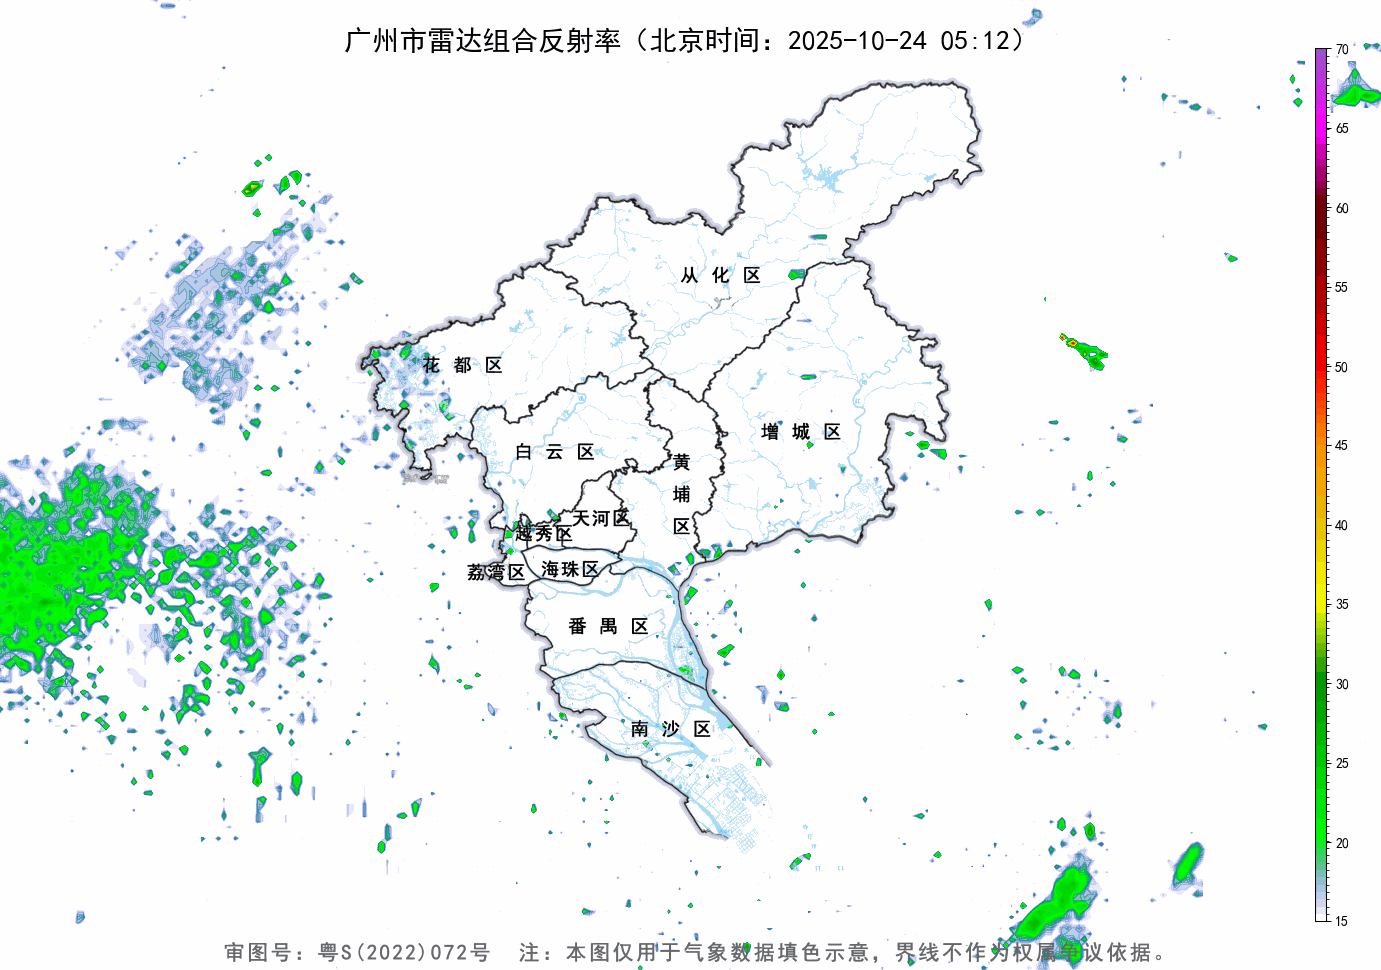 广州市雷达组合反射率（北京时间：2025-10-24 05:12）
70
65
60
55
50
45
40
35
30
25
20
15
从化区
花都区
增城区
白云区
黄埔区
天河区
越秀区
荔湾区
海珠区
番禺区
南沙区
审图号：粤S(2022)072号 注：本图仅用于气象数据填色示意，界线不作为权属争议依据。